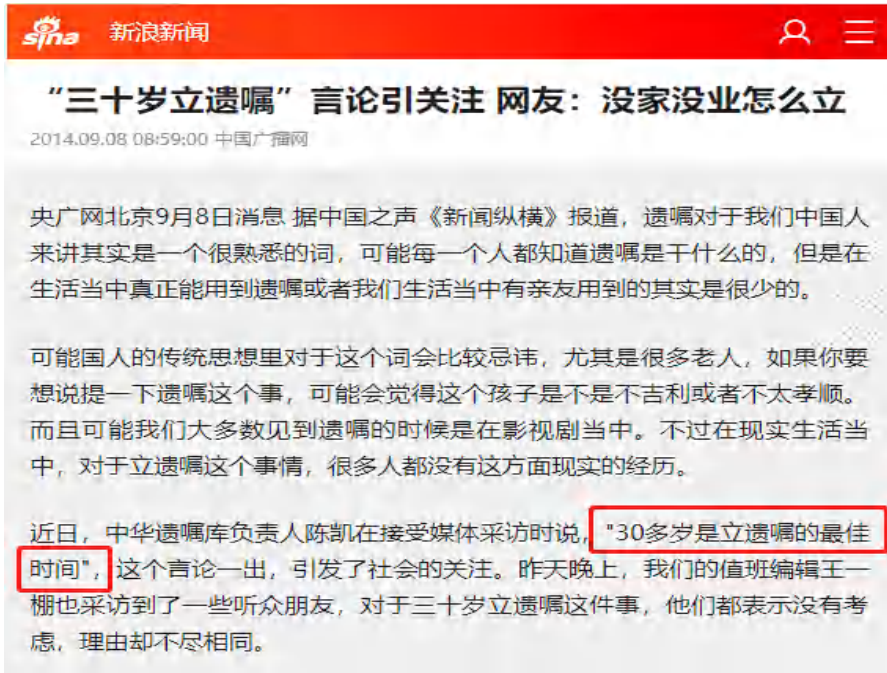 sina 新浪新闻
“三十岁立遗嘱”言论引关注 网友：没家没业怎么立
2014.09.08 08:59:00 中国广播网
央广网北京9月8日消息 据中国之声《新闻纵横》报道，遗嘱对于我们中国人
来讲其实是一个很熟悉的词，可能每一个人都知道遗嘱是干什么的，但是在
生活当中真正能用到遗嘱或者我们生活当中有亲友用到的其实是很少的。
可能国人的传统思想里对于这个词会比较忌讳，尤其是很多老人，如果你要
想说提一下遗嘱这个事，可能会觉得这个孩子是不是不吉利或者不太孝顺。
而且可能我们大多数见到遗嘱的时候是在影视剧当中。不过在现实生活当
中，对于立遗嘱这个事情，很多人都没有这方面现实的经历。
近日，中华遗嘱库负责人陈凯在接受媒体采访时说，"30多岁是立遗嘱的最佳
时间"，这个言论一出，引发了社会的关注。昨天晚上，我们的值班编辑王一
棚也采访到了一些听众朋友，对于三十岁立遗嘱这件事，他们都表示没有考
虑，理由却不尽相同。